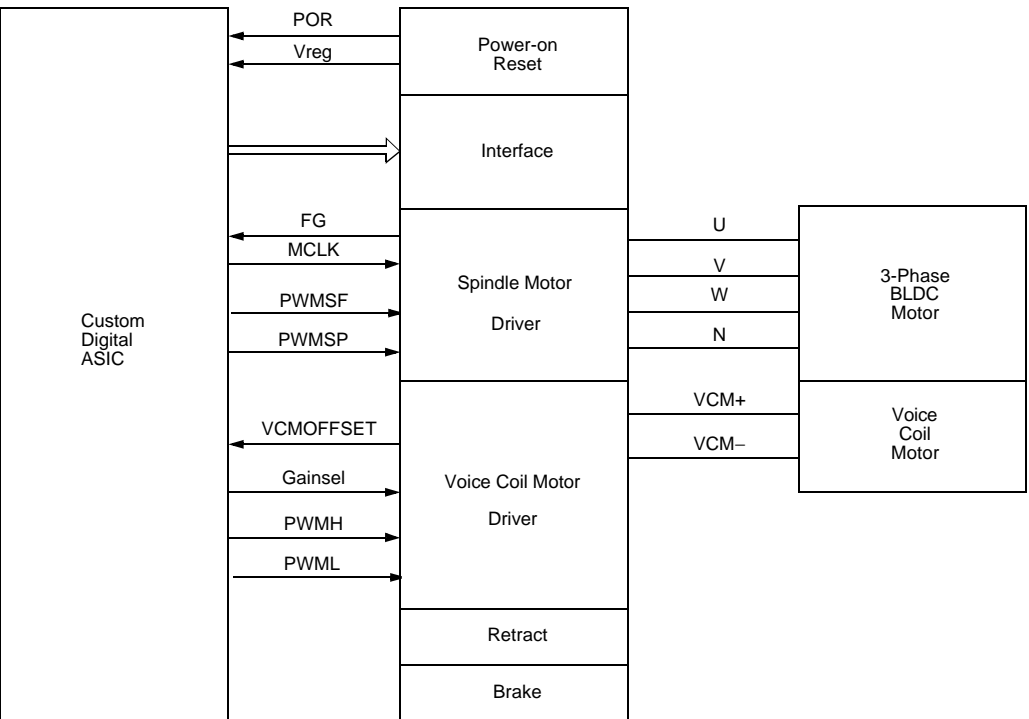 POR
Vreg
Power-on
Reset
Interface
FG
MCLK
PWMSF
PWMSP
Custom
Digital
ASIC
Spindle Motor
Driver
U
V
W
N
3-Phase
BLDC
Motor
VCMOFFSET
Gainsel
PWMH
PWML
Voice Coil Motor
Driver
VCM+
VCM−
Voice
Coil
Motor
Retract
Brake